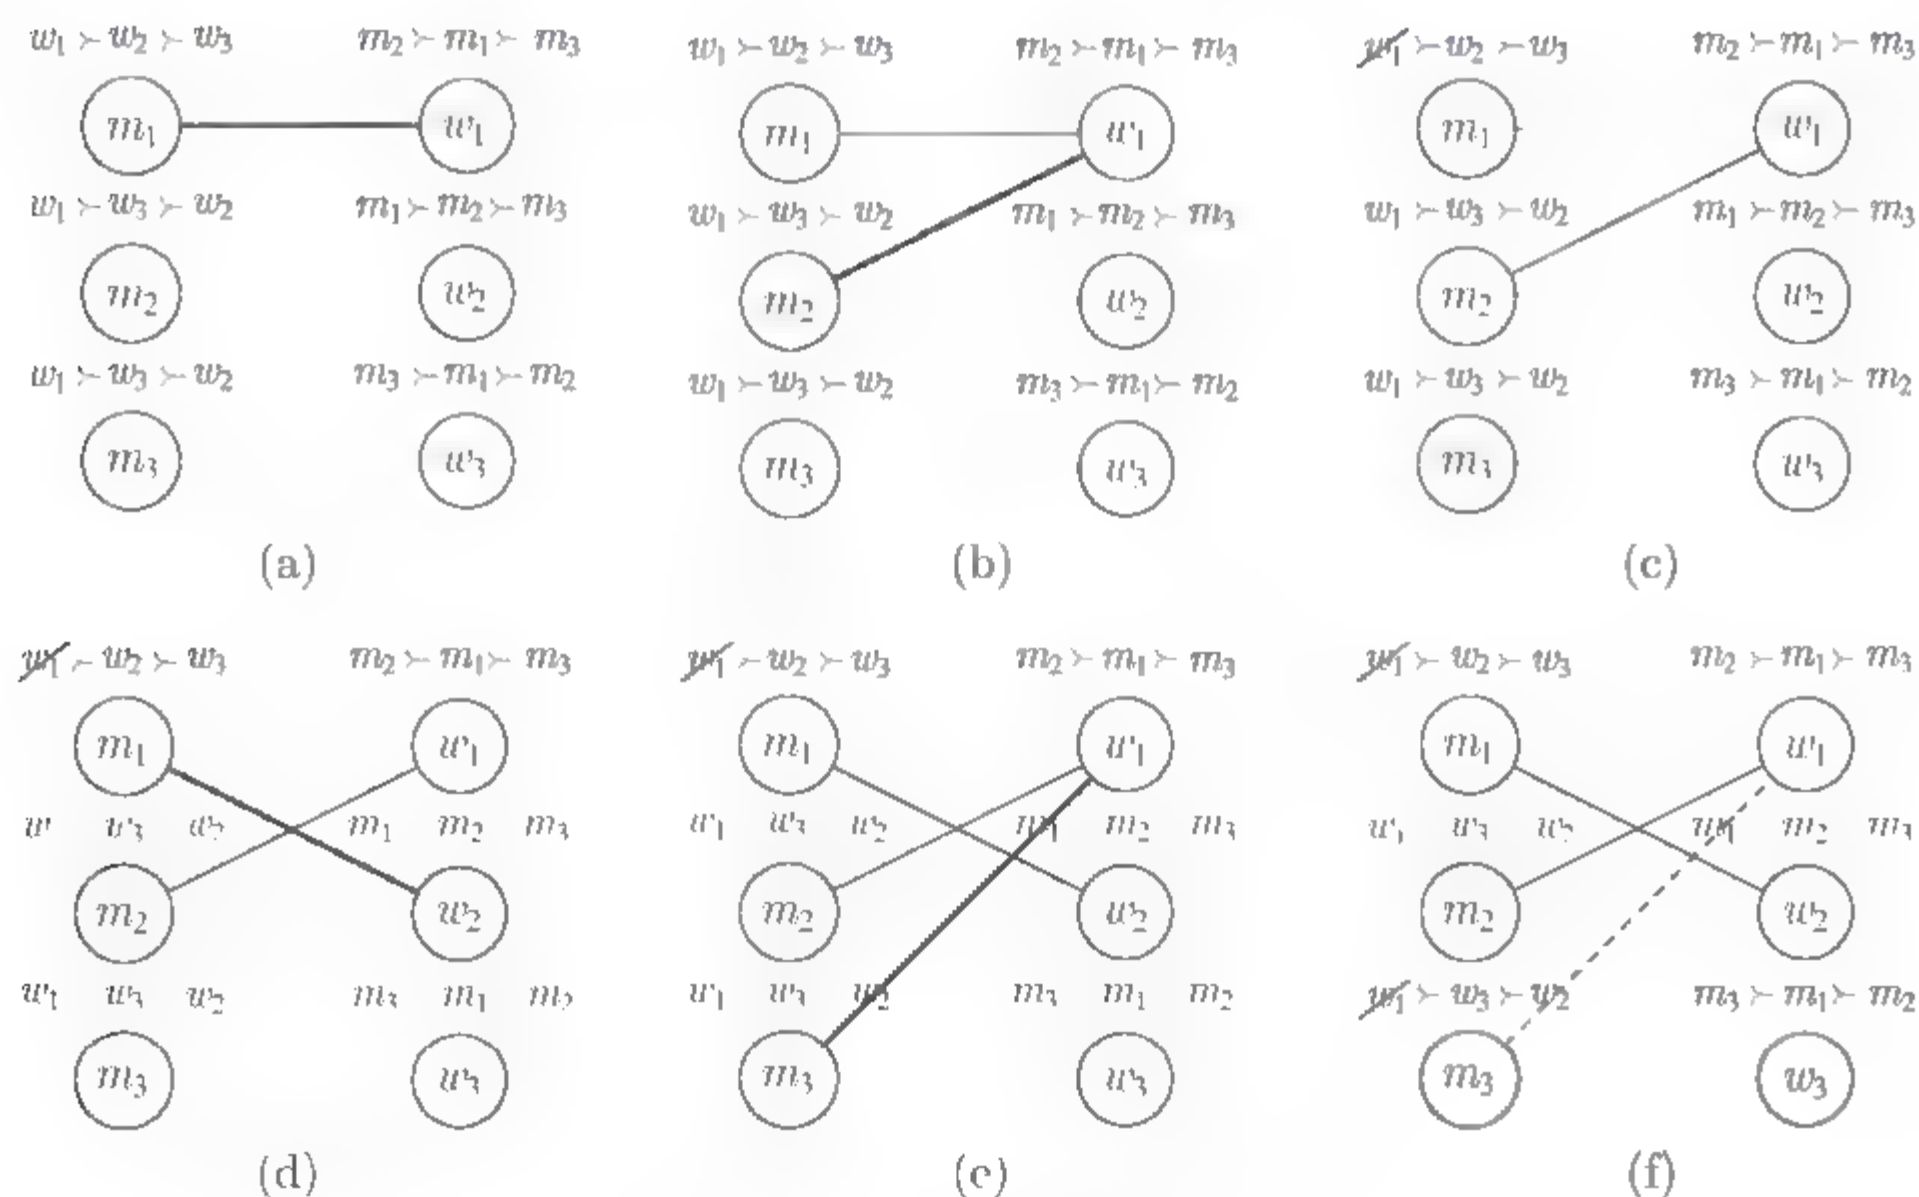 w₁ ≻ w₂ ≻ w₃ m₂ ≻ m₁ ≻ m₃ w₁ ≻ w₂ ≻ w₃ m₂ ≻ m₁ ≻ m₃ w₁ ≻ w₂ ≻ w₃ m₂ ≻ m₁ ≻ m₃
m₁ w₁ m₁ w₁ m₁ w₁
w₁ ≻ w₃ ≻ w₂ m₁ ≻ m₂ ≻ m₃ w₁ ≻ w₃ ≻ w₂ m₁ ≻ m₂ ≻ m₃ w₁ ≻ w₃ ≻ w₂ m₁ ≻ m₂ ≻ m₃
m₂ w₂ m₂ w₂ m₂ w₂
w₁ ≻ w₃ ≻ w₂ m₃ ≻ m₁ ≻ m₂ w₁ ≻ w₃ ≻ w₂ m₃ ≻ m₁ ≻ m₂ w₁ ≻ w₃ ≻ w₂ m₃ ≻ m₁ ≻ m₂
m₃ w₃ m₃ w₃ m₃ w₃
(a) (b) (c)
w₁ ≻ w₂ ≻ w₃ m₂ ≻ m₁ ≻ m₃ w₁ ≻ w₂ ≻ w₃ m₂ ≻ m₁ ≻ m₃ w₁ ≻ w₂ ≻ w₃ m₂ ≻ m₁ ≻ m₃
m₁ w₁ m₁ w₁ m₁ w₁
w₃ w₂ m₁ m₂ m₃ w₁ w₃ w₂ m₁ m₂ m₃ w₁ w₃ w₂ m₁ m₂ m₃
m₂ w₂ m₂ w₂ m₂ w₂
w₁ w₃ w₂ m₃ m₁ m₂ w₁ w₃ w₂ m₃ m₁ m₂ w₁ ≻ w₃ ≻ w₂ m₃ ≻ m₁ ≻ m₂
m₃ w₃ m₃ w₃ m₃ w₃
(d) (e) (f)